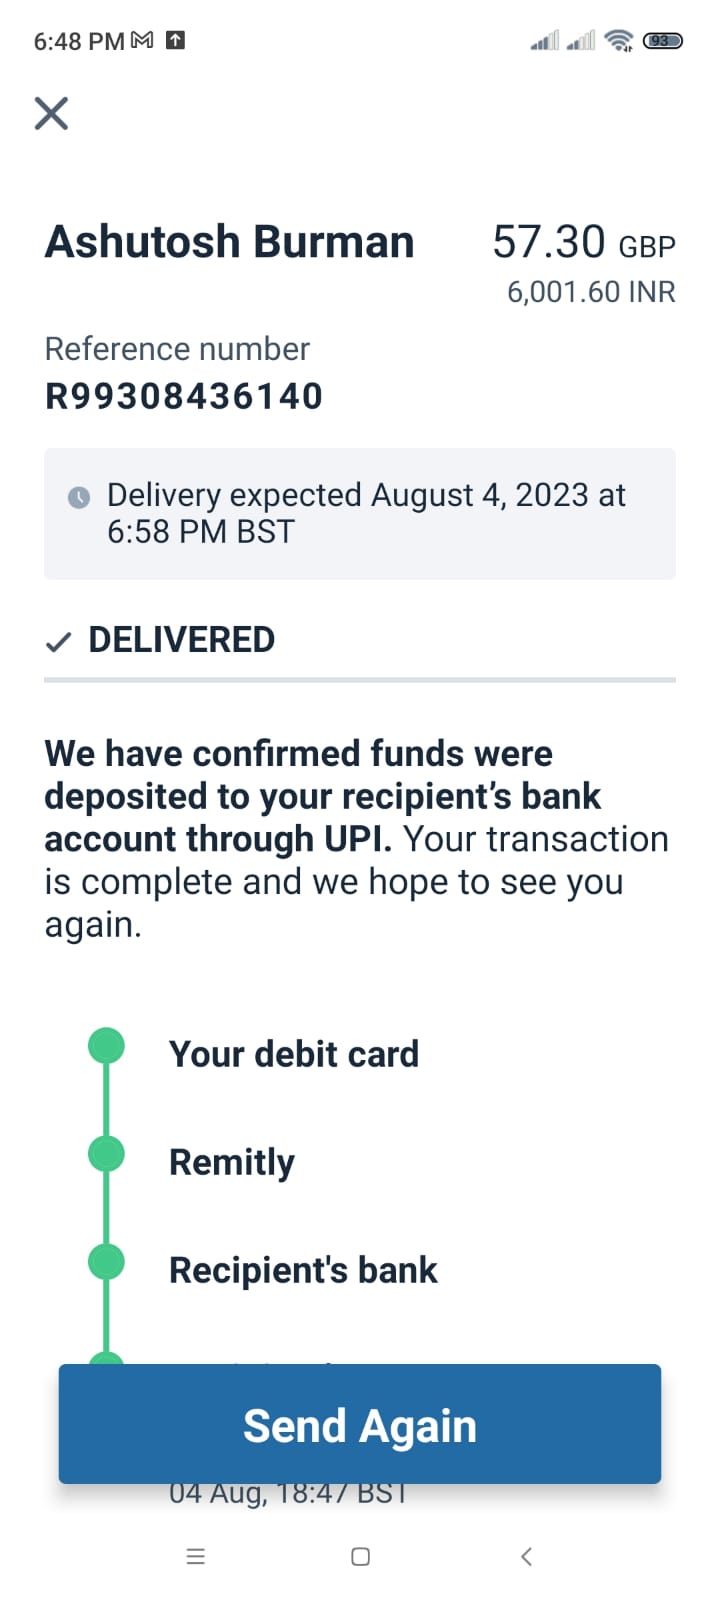 6:48 PM
93
Ashutosh Burman
57.30 GBP
6,001.60 INR
Reference number
R99308436140
Delivery expected August 4, 2023 at
6:58 PM BST
DELIVERED
We have confirmed funds were
deposited to your recipient’s bank
account through UPI. Your transaction
is complete and we hope to see you
again.
Your debit card
Remitly
Recipient's bank
Send Again
04 Aug, 18:47 BST